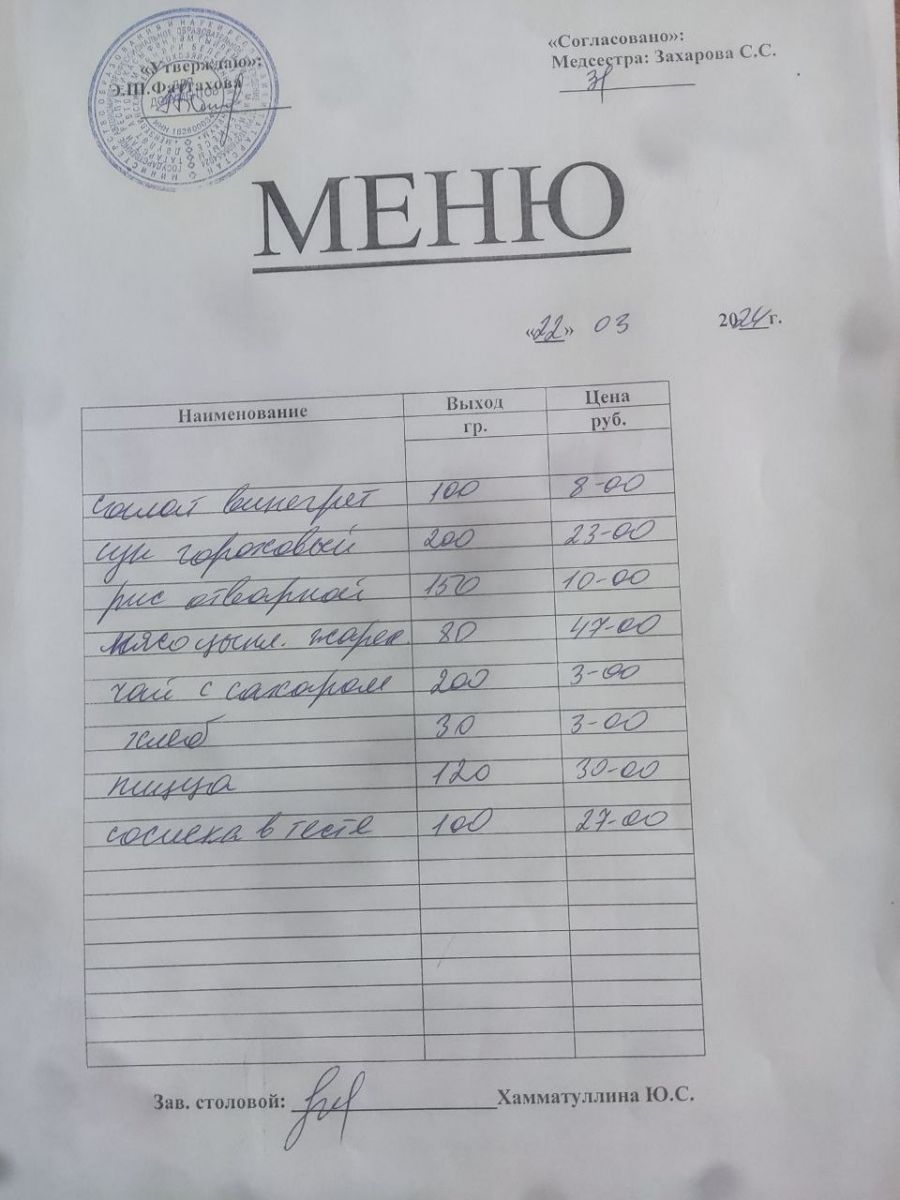 «Утверждаю»:
Э.Ш.Фаттахова
«Согласовано»:
Медсестра: Захарова С.С.
МЕНЮ
«22» 03 2024г.
Наименование Выход гр. Цена руб.
салат винегрет 100 8-00
суп гороховый 200 23-00
рис отварной 150 10-00
мясо цыпл. жарен. 80 47-00
чай с сахаром 200 3-00
хлеб 30 3-00
пицца 120 30-00
сосиска в тесте 100 27-00
Зав. столовой: Хамматуллина Ю.С.